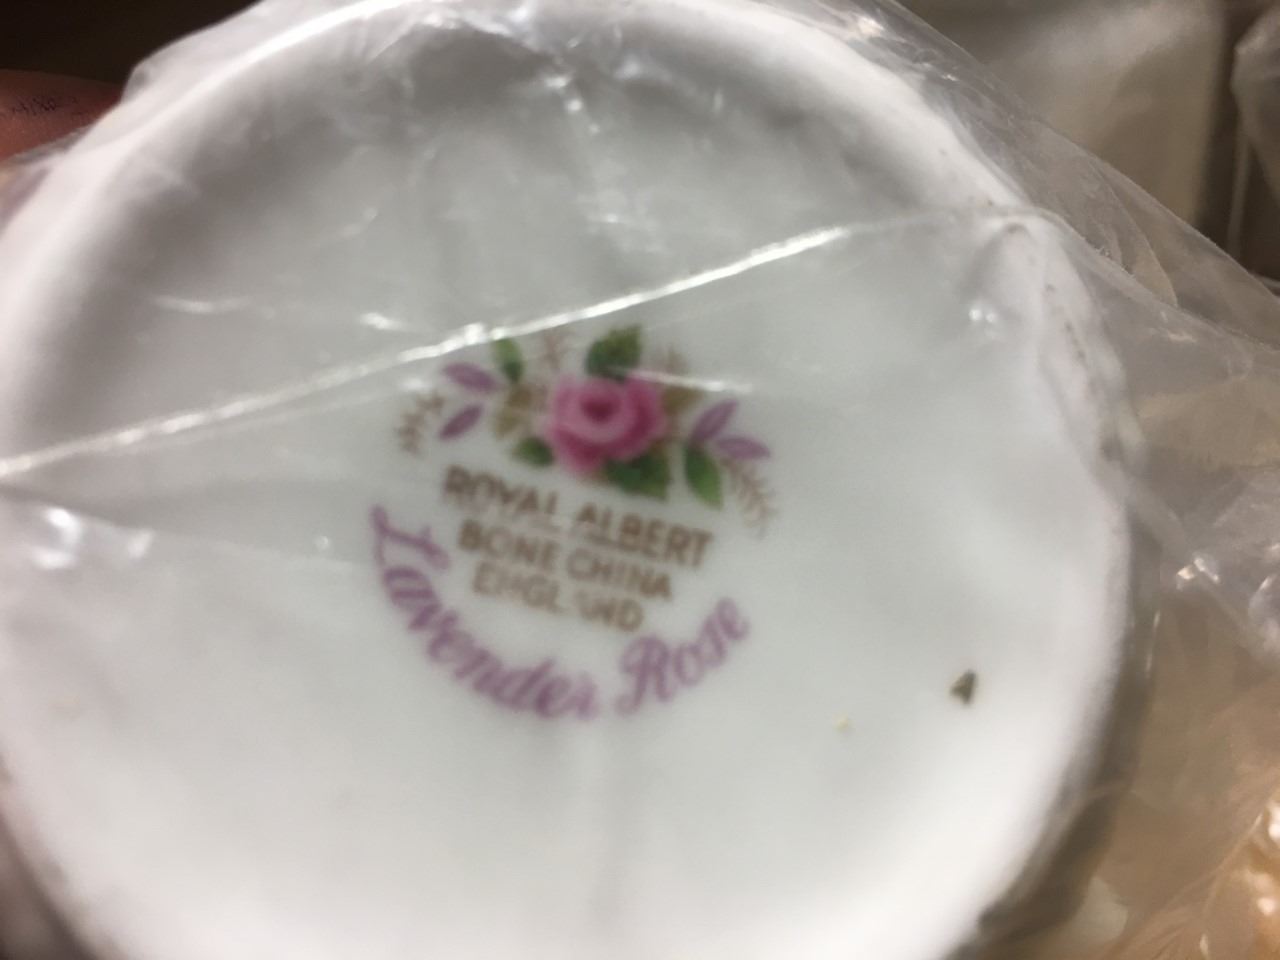 ROYAL ALBERT
BONE CHINA
ENGLAND
Lavender Rose